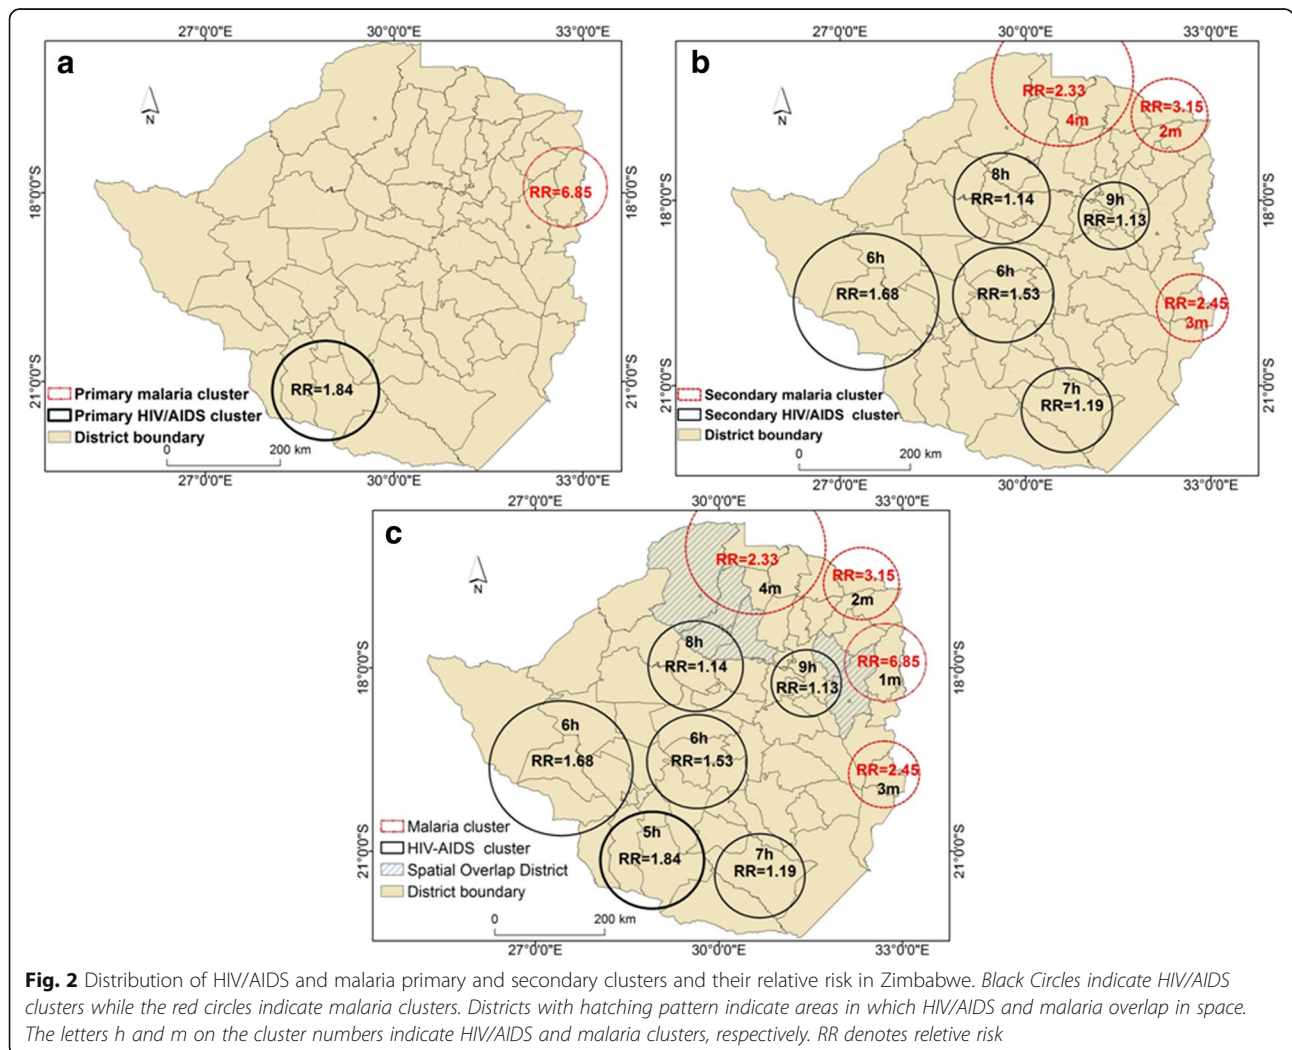 27°0'0"E 30°0'0"E 33°0'0"E
a
N
18°0'0"S
18°0'0"S
RR=6.85
21°0'0"S
21°0'0"S
RR=1.84
Primary malaria cluster
Primary HIV/AIDS cluster
District boundary
0 200 km
27°0'0"E 30°0'0"E 33°0'0"E
27°0'0"E 30°0'0"E 33°0'0"E
b
N
RR=2.33
4m
RR=3.15
2m
18°0'0"S
18°0'0"S
8h
RR=1.14
9h
RR=1.13
6h
RR=1.68
6h
RR=1.53
RR=2.45
3m
21°0'0"S
21°0'0"S
7h
RR=1.19
Secondary malaria cluster
Secondary HIV/AIDS cluster
District boundary
0 200 km
27°0'0"E 30°0'0"E 33°0'0"E
27°0'0"E 30°0'0"E 33°0'0"E
c
N
RR=2.33
4m
RR=3.15
2m
18°0'0"S
18°0'0"S
8h
RR=1.14
9h
RR=1.13
RR=6.85
1m
6h
RR=1.68
6h
RR=1.53
RR=2.45
3m
21°0'0"S
21°0'0"S
5h
RR=1.84
7h
RR=1.19
Malaria cluster
HIV-AIDS cluster
Spatial Overlap District
District boundary
0 200 km
27°0'0"E 30°0'0"E 33°0'0"E
Fig. 2 Distribution of HIV/AIDS and malaria primary and secondary clusters and their relative risk in Zimbabwe. Black Circles indicate HIV/AIDS
clusters while the red circles indicate malaria clusters. Districts with hatching pattern indicate areas in which HIV/AIDS and malaria overlap in space.
The letters h and m on the cluster numbers indicate HIV/AIDS and malaria clusters, respectively. RR denotes reletive risk